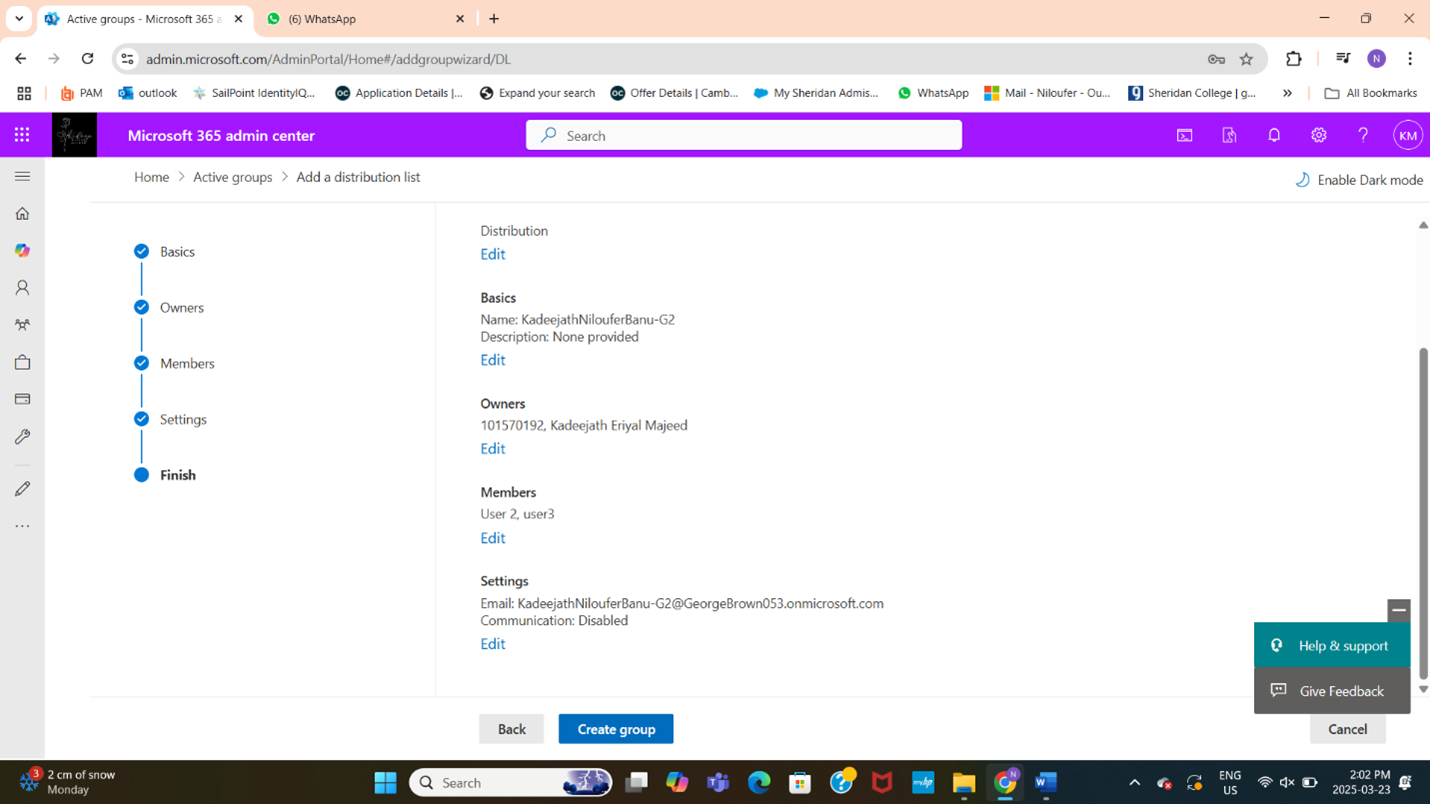 Active groups - Microsoft 365 a
(6) WhatsApp
admin.microsoft.com/AdminPortal/Home#/addgroupwizard/DL
N
PAM
outlook
SailPoint IdentityIQ...
Application Details |...
Expand your search
Offer Details | Camb...
My Sheridan Admis...
WhatsApp
Mail - Niloufer - Ou...
Sheridan College | g...
All Bookmarks
Microsoft 365 admin center
Search
KM
Home > Active groups > Add a distribution list
Enable Dark mode
Basics
Owners
Members
Settings
Finish
Distribution
Edit
Basics
Name: KadeejathNilouferBanu-G2
Description: None provided
Edit
Owners
101570192, Kadeejath Eriyal Majeed
Edit
Members
User 2, user3
Edit
Settings
Email: KadeejathNilouferBanu-G2@GeorgeBrown053.onmicrosoft.com
Communication: Disabled
Edit
Help & support
Give Feedback
Back
Create group
Cancel
3
2 cm of snow
Monday
Search
ENG
US
2:02 PM
2025-03-23